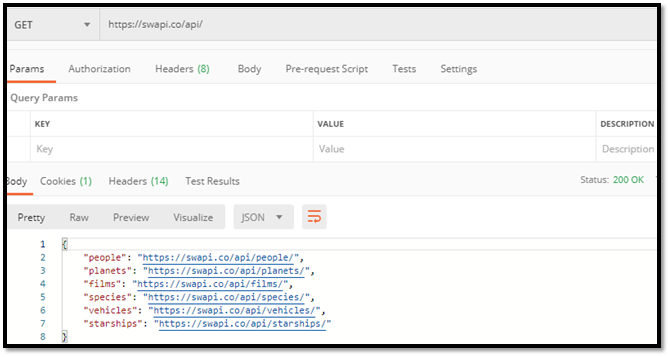 GET https://swapi.co/api/
Params Authorization Headers (8) Body Pre-request Script Tests Settings
Query Params
KEY VALUE DESCRIPTION
Key Value Description
Body Cookies (1) Headers (14) Test Results Status: 200 OK
Pretty Raw Preview Visualize JSON
1 {
2 "people": "https://swapi.co/api/people/",
3 "planets": "https://swapi.co/api/planets/",
4 "films": "https://swapi.co/api/films/",
5 "species": "https://swapi.co/api/species/",
6 "vehicles": "https://swapi.co/api/vehicles/",
7 "starships": "https://swapi.co/api/starships/"
8 }